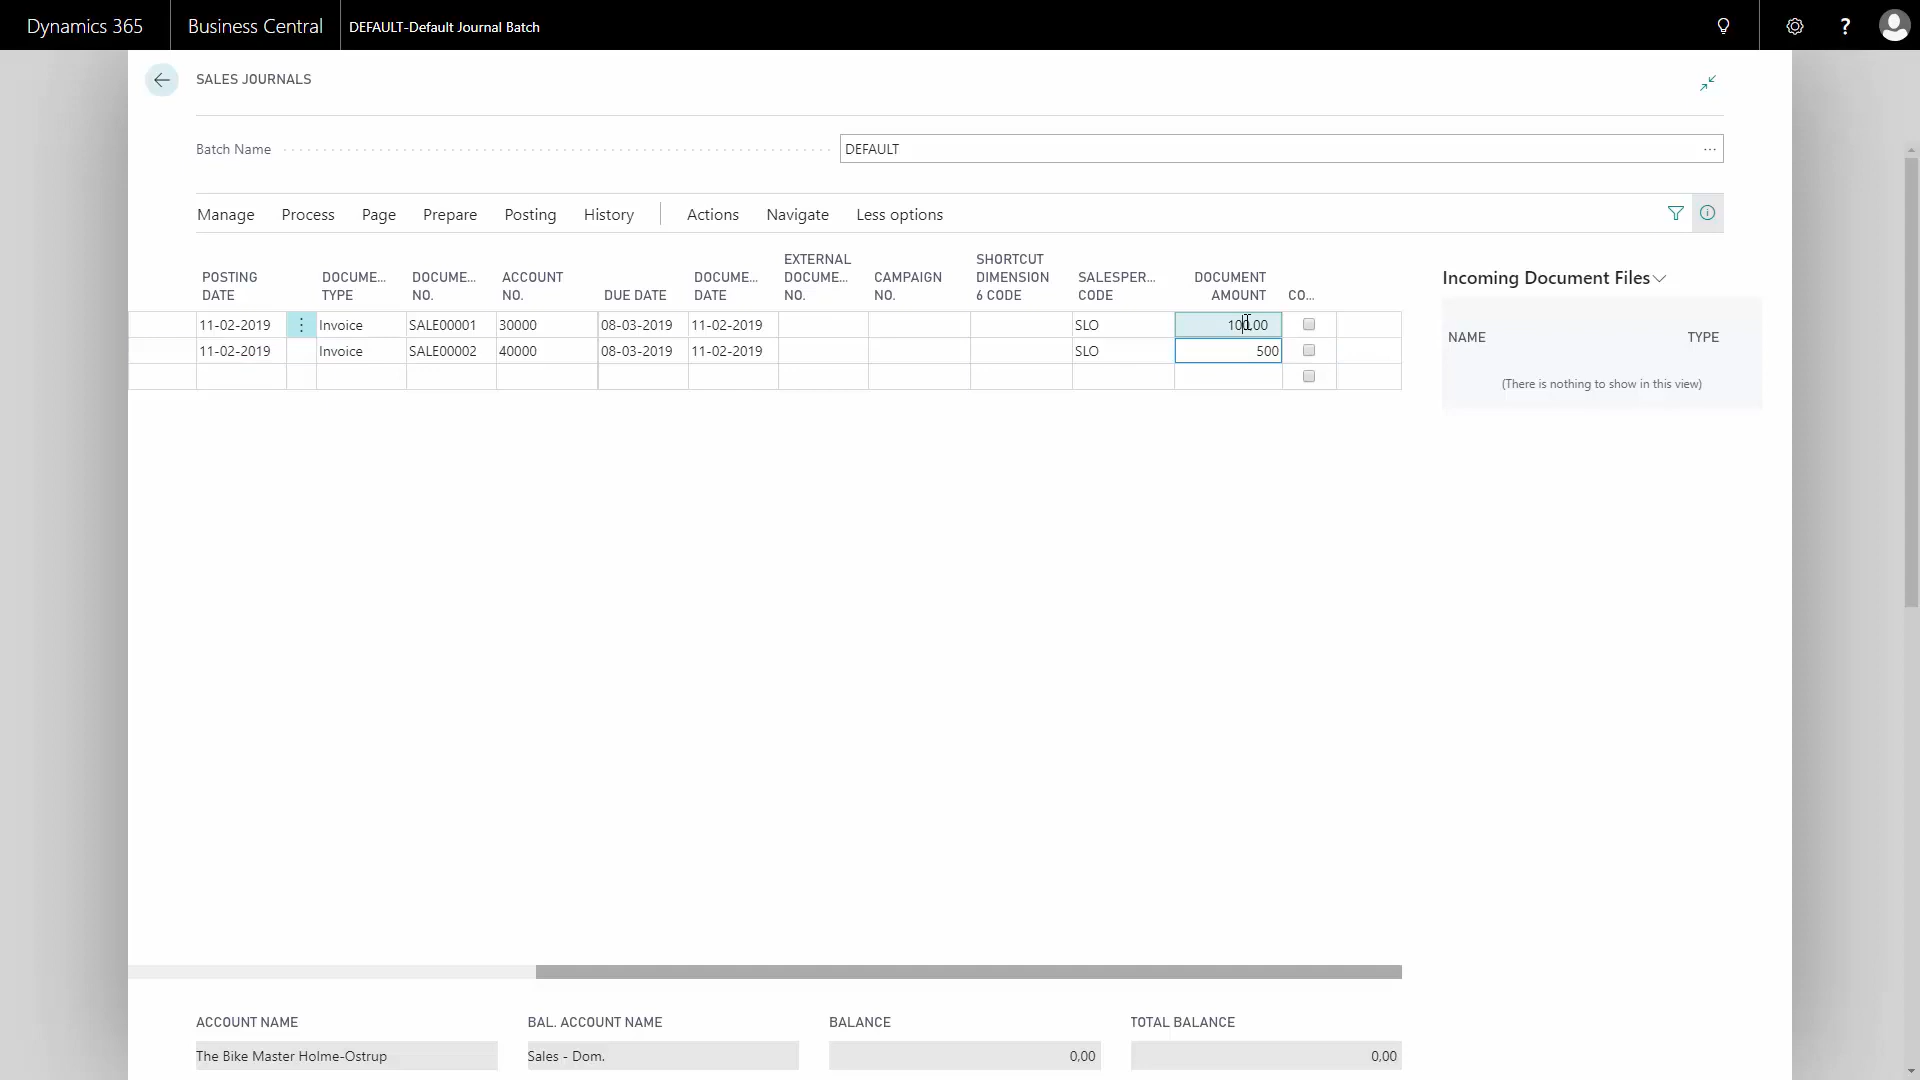 Dynamics 365 Business Central DEFAULT-Default Journal Batch ?
SALES JOURNALS
Batch Name DEFAULT ...
Manage Process Page Prepare Posting History Actions Navigate Less options
POSTING DATE DOCUME... TYPE DOCUME... NO. ACCOUNT NO. DUE DATE DOCUME... DATE EXTERNAL DOCUME... NO. CAMPAIGN NO. SHORTCUT DIMENSION 6 CODE SALESPER... CODE DOCUMENT AMOUNT CO...
11-02-2019 Invoice SALE00001 30000 08-03-2019 11-02-2019 SLO 100,00
11-02-2019 Invoice SALE00002 40000 08-03-2019 11-02-2019 SLO 500
Incoming Document Files
NAME TYPE
(There is nothing to show in this view)
ACCOUNT NAME BAL. ACCOUNT NAME BALANCE TOTAL BALANCE
The Bike Master Holme-Ostrup Sales - Dom. 0,00 0,00